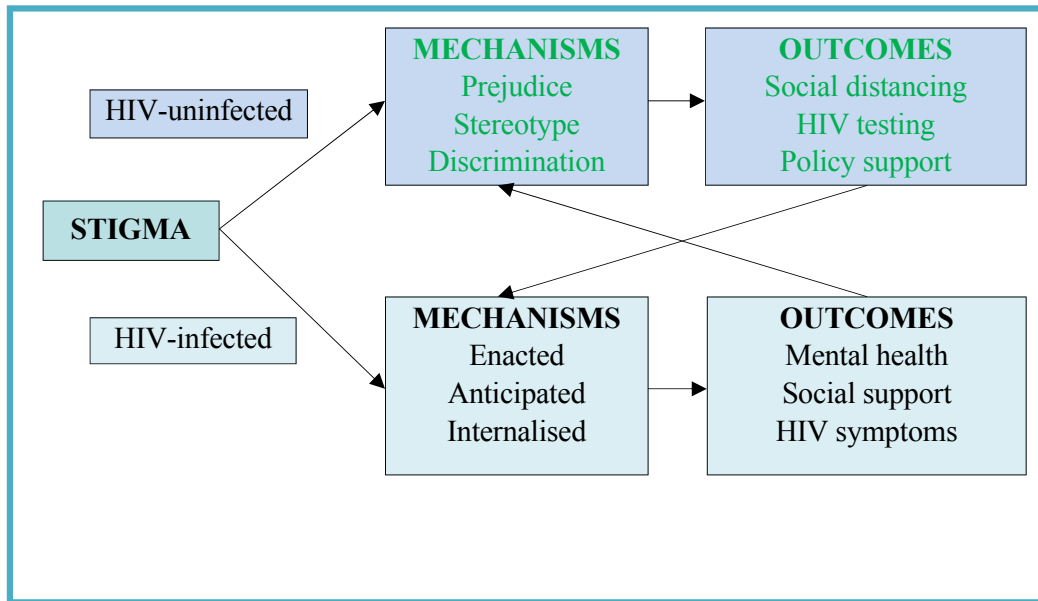 HIV-uninfected
MECHANISMS
Prejudice
Stereotype
Discrimination
OUTCOMES
Social distancing
HIV testing
Policy support
STIGMA
HIV-infected
MECHANISMS
Enacted
Anticipated
Internalised
OUTCOMES
Mental health
Social support
HIV symptoms